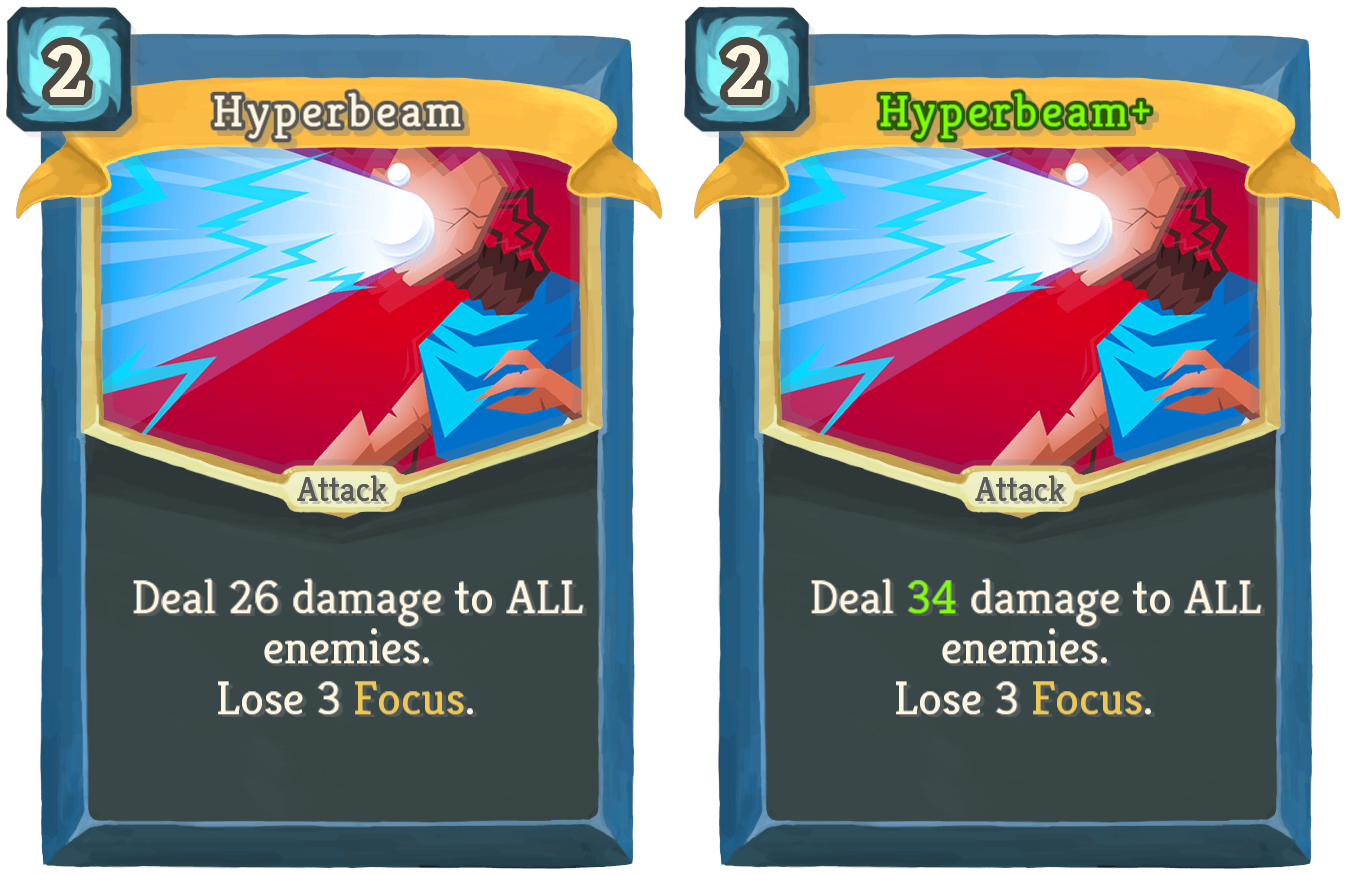 2
Hyperbeam
Attack
Deal 26 damage to ALL
enemies.
Lose 3 Focus.
2
Hyperbeam+
Attack
Deal 34 damage to ALL
enemies.
Lose 3 Focus.